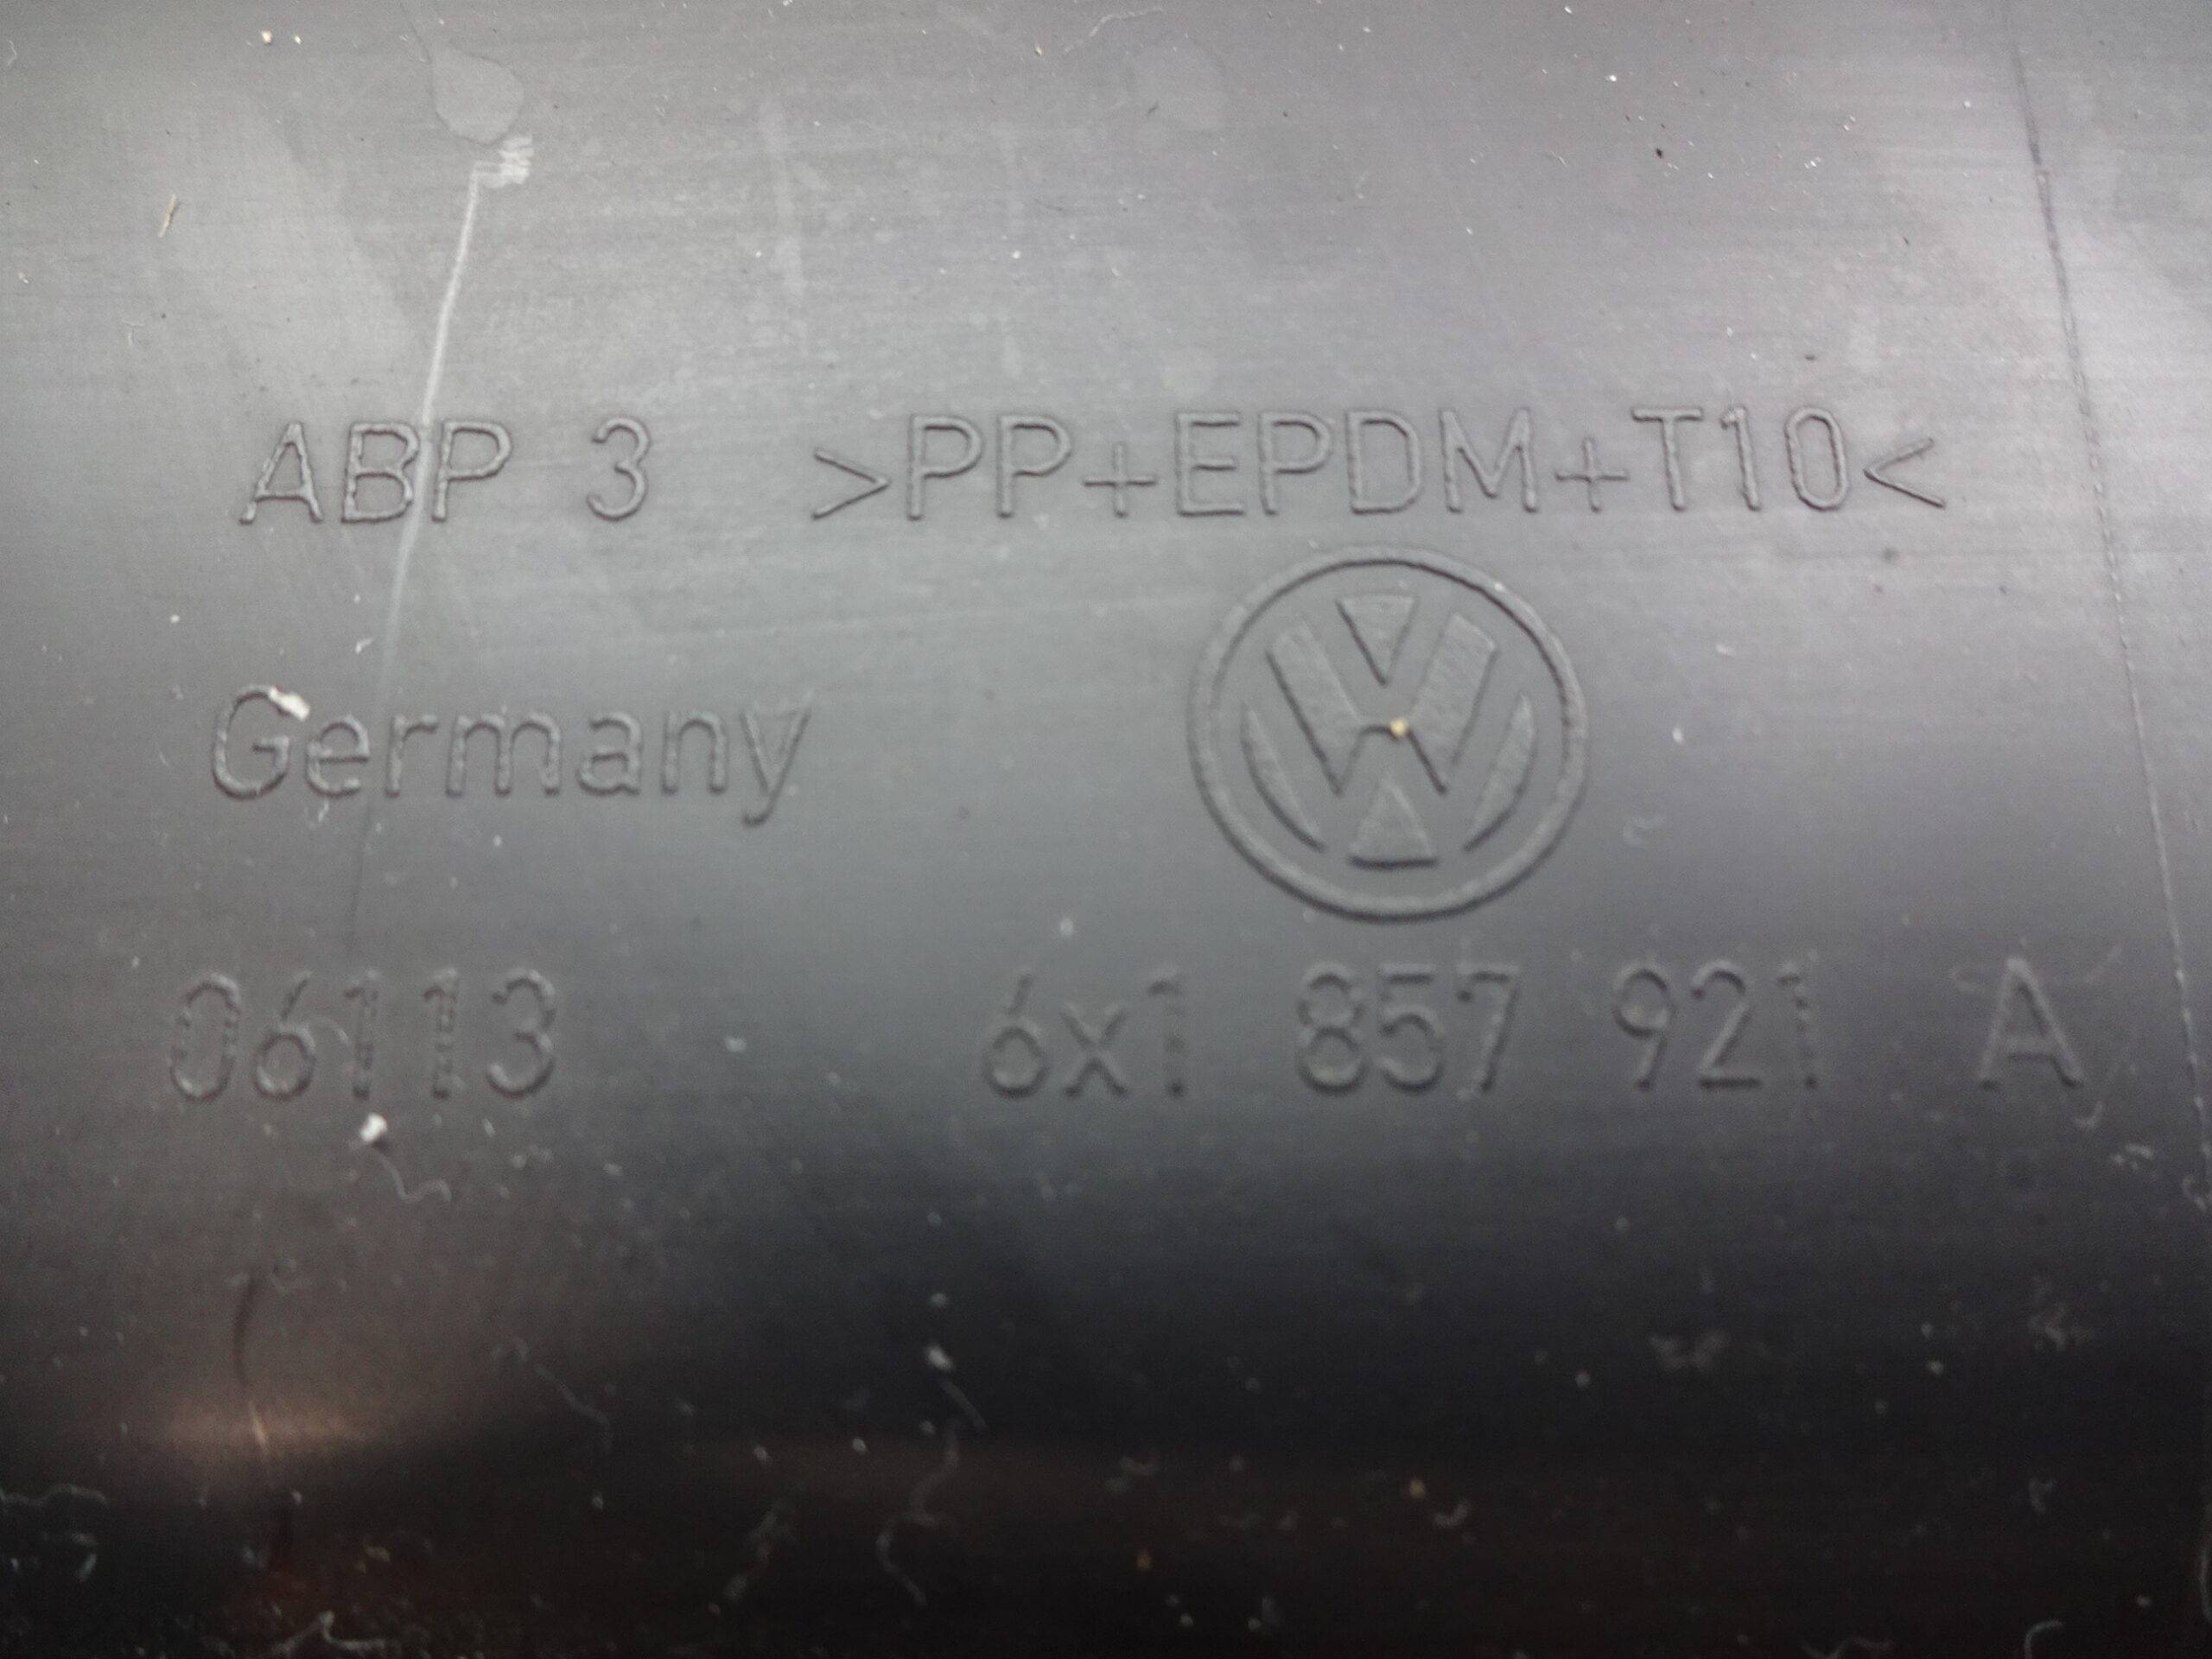 ABP 3 >PP+EPDM+T10<
Germany
06113 6x1 857 921 A